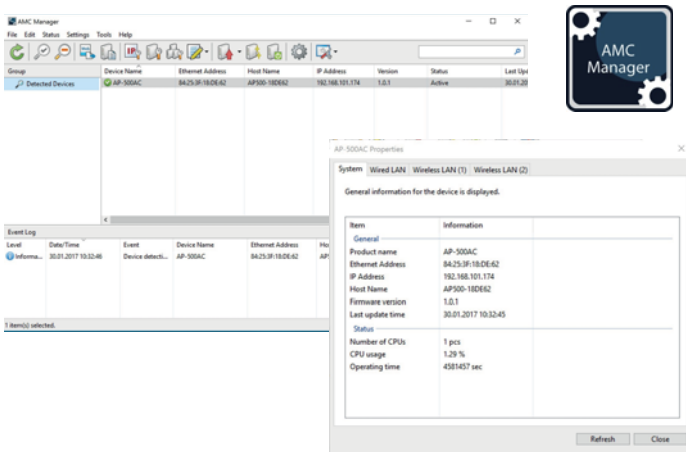 AMC Manager
File Edit Status Settings Tools Help
Group
Detected Devices
Device Name Ethernet Address Host Name IP Address Version Status Last Upd
AP-500AC 84:25:3F:18:DE:62 AP500-18DE62 192.168.101.174 1.0.1 Active 30.01.20
Event Log
Level Date/Time Event Device Name Ethernet Address Ho
Informa... 30.01.2017 10:32:46 Device detecti... AP-500AC 84:25:3F:18:DE:62 AP
1 item(s) selected.
AMC
Manager
AP-500AC Properties
System Wired LAN Wireless LAN (1) Wireless LAN (2)
General information for the device is displayed.
Item Information
General
Product name AP-500AC
Ethernet Address 84:25:3F:18:DE:62
IP Address 192.168.101.174
Host Name AP500-18DE62
Firmware version 1.0.1
Last update time 30.01.2017 10:32:45
Status
Number of CPUs 1 pcs
CPU usage 1.29 %
Operating time 4581457 sec
Refresh Close